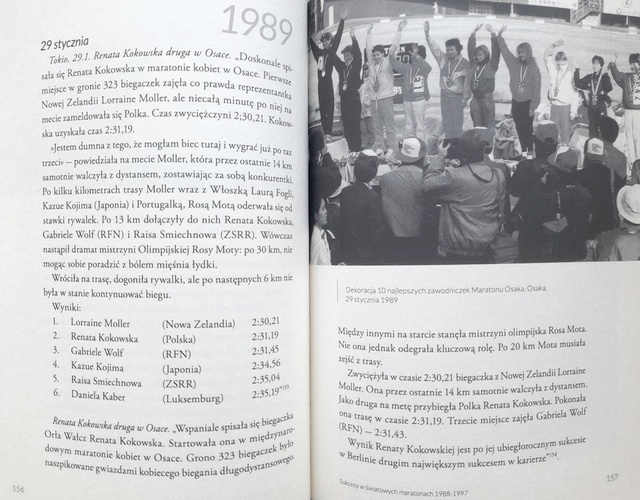 1989
29 stycznia
Tokio, 29.1. Renata Kokowska druga w Osace. „Doskonale spi-
sała się Renata Kokowska w maratonie kobiet w Osace. Pierwsze
miejsce w gronie 323 biegaczek zajęła co prawda reprezentantka
Nowej Zelandii Lorraine Moller, ale niecałą minutę po niej na
mecie zameldowała się Polka. Czas zwyciężczyni 2:30,21. Kokow-
ska uzyskała czas 2:31,19.
»Jestem dumna z tego, że mogłam biec tutaj i wygrać już po raz
trzeci« – powiedziała na mecie Moller, która przez ostatnie 14 km
samotnie walczyła z dystansem, zostawiając za sobą konkurentki.
Po kilku kilometrach trasy Moller wraz z Włoszką Laurą Fogli,
Kazue Kojima (Japonia) i Portugalką, Rosą Motą oderwała się od
stawki rywalek. Po 13 km dołączyły do nich Renata Kokowska,
Gabriele Wolf (RFN) i Raisa Smiechnowa (ZSRR). Wówczas
nastąpił dramat mistrzyni Olimpijskiej Rosy Moty: po 30 km, nie
mogąc sobie poradzić z bólem mięśnia łydki.
Wróciła na trasę, dogoniła rywalki, ale po następnych 6 km nie
była w stanie kontynuować biegu.
Wyniki:
1. Lorraine Moller (Nowa Zelandia) 2:30,21
2. Renata Kokowska (Polska) 2:31,19
3. Gabriele Wolf (RFN) 2:31,45
4. Kazue Kojima (Japonia) 2:34,56
5. Raisa Smiechnowa (ZSRR) 2:35,04
6. Daniela Kaber (Luksemburg) 2:35,19”¹⁵³
Renata Kokowska druga w Osace. „Wspaniale spisała się biegaczka
Orła Wałcz Renata Kokowska. Startowała ona w międzynaro-
dowym maratonie kobiet w Osace. Grono 323 biegaczek było
naszpikowane gwiazdami kobiecego biegania długodystansowego.
156
Dekoracja 10 najlepszych zawodniczek Maratonu Osaka, Osaka,
29 stycznia 1989
Między innymi na starcie stanęła mistrzyni olimpijska Rosa Mota.
Nie ona jednak odegrała kluczową rolę. Po 20 km Mota musiała
zejść z trasy.
Zwyciężyła w czasie 2:30,21 biegaczka z Nowej Zelandii Lorraine
Moller. Ona przez ostatnie 14 km samotnie walczyła z dystansem.
Jako druga na metę przybiegła Polka Renata Kokowska. Pokonała
ona trasę w czasie 2:31,19. Trzecie miejsce zajęła Gabriela Wolf
(RFN) – 2:31,43.
Wynik Renaty Kokowskiej jest po jej ubiegłorocznym sukcesie
w Berlinie drugim największym sukcesem w karierze”¹⁵⁴.
Sukcesy w światowych maratonach 1988-1997
157